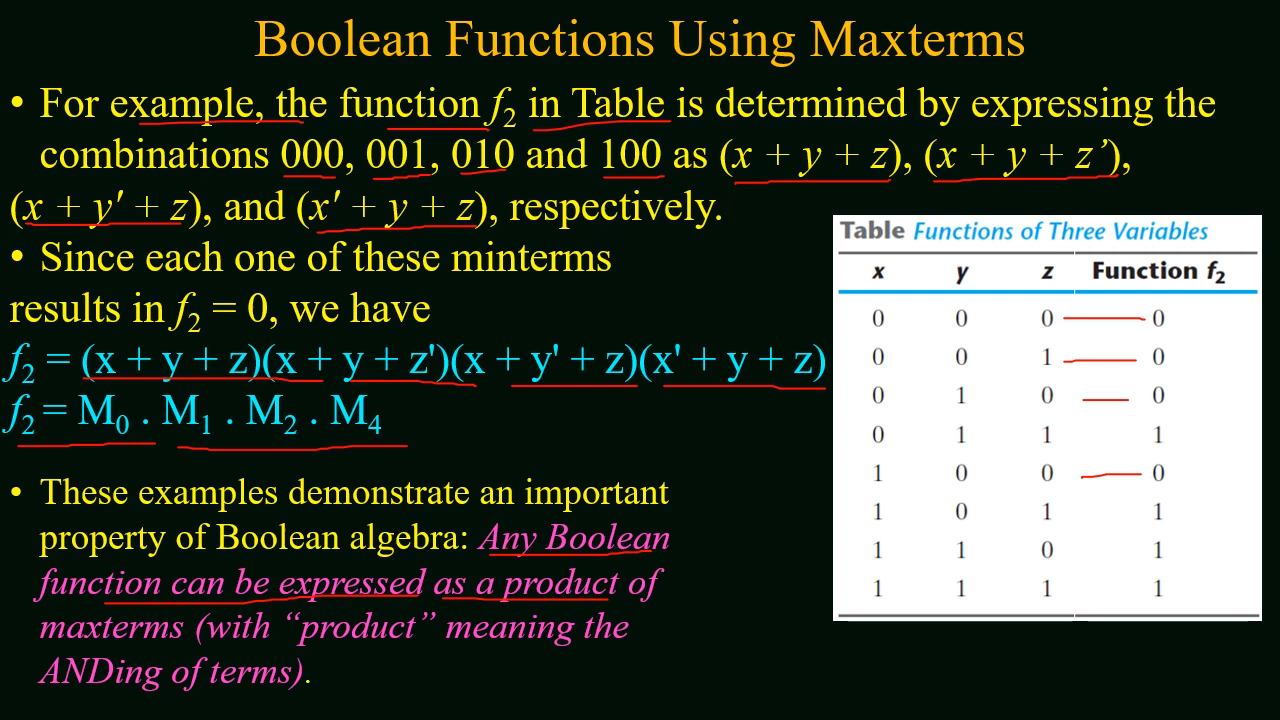 Boolean Functions Using Maxterms
• For example, the function f₂ in Table is determined by expressing the
combinations 000, 001, 010 and 100 as (x + y + z), (x + y + z’),
(x + y′ + z), and (x′ + y + z), respectively.
• Since each one of these minterms
results in f₂ = 0, we have
f₂ = (x + y + z)(x + y + z')(x + y' + z)(x' + y + z)
f₂ = M₀ . M₁ . M₂ . M₄
• These examples demonstrate an important
property of Boolean algebra: Any Boolean
function can be expressed as a product of
maxterms (with “product” meaning the
ANDing of terms).
Table Functions of Three Variables
x y z Function f₂
0 0 0 0
0 0 1 0
0 1 0 0
0 1 1 1
1 0 0 0
1 0 1 1
1 1 0 1
1 1 1 1